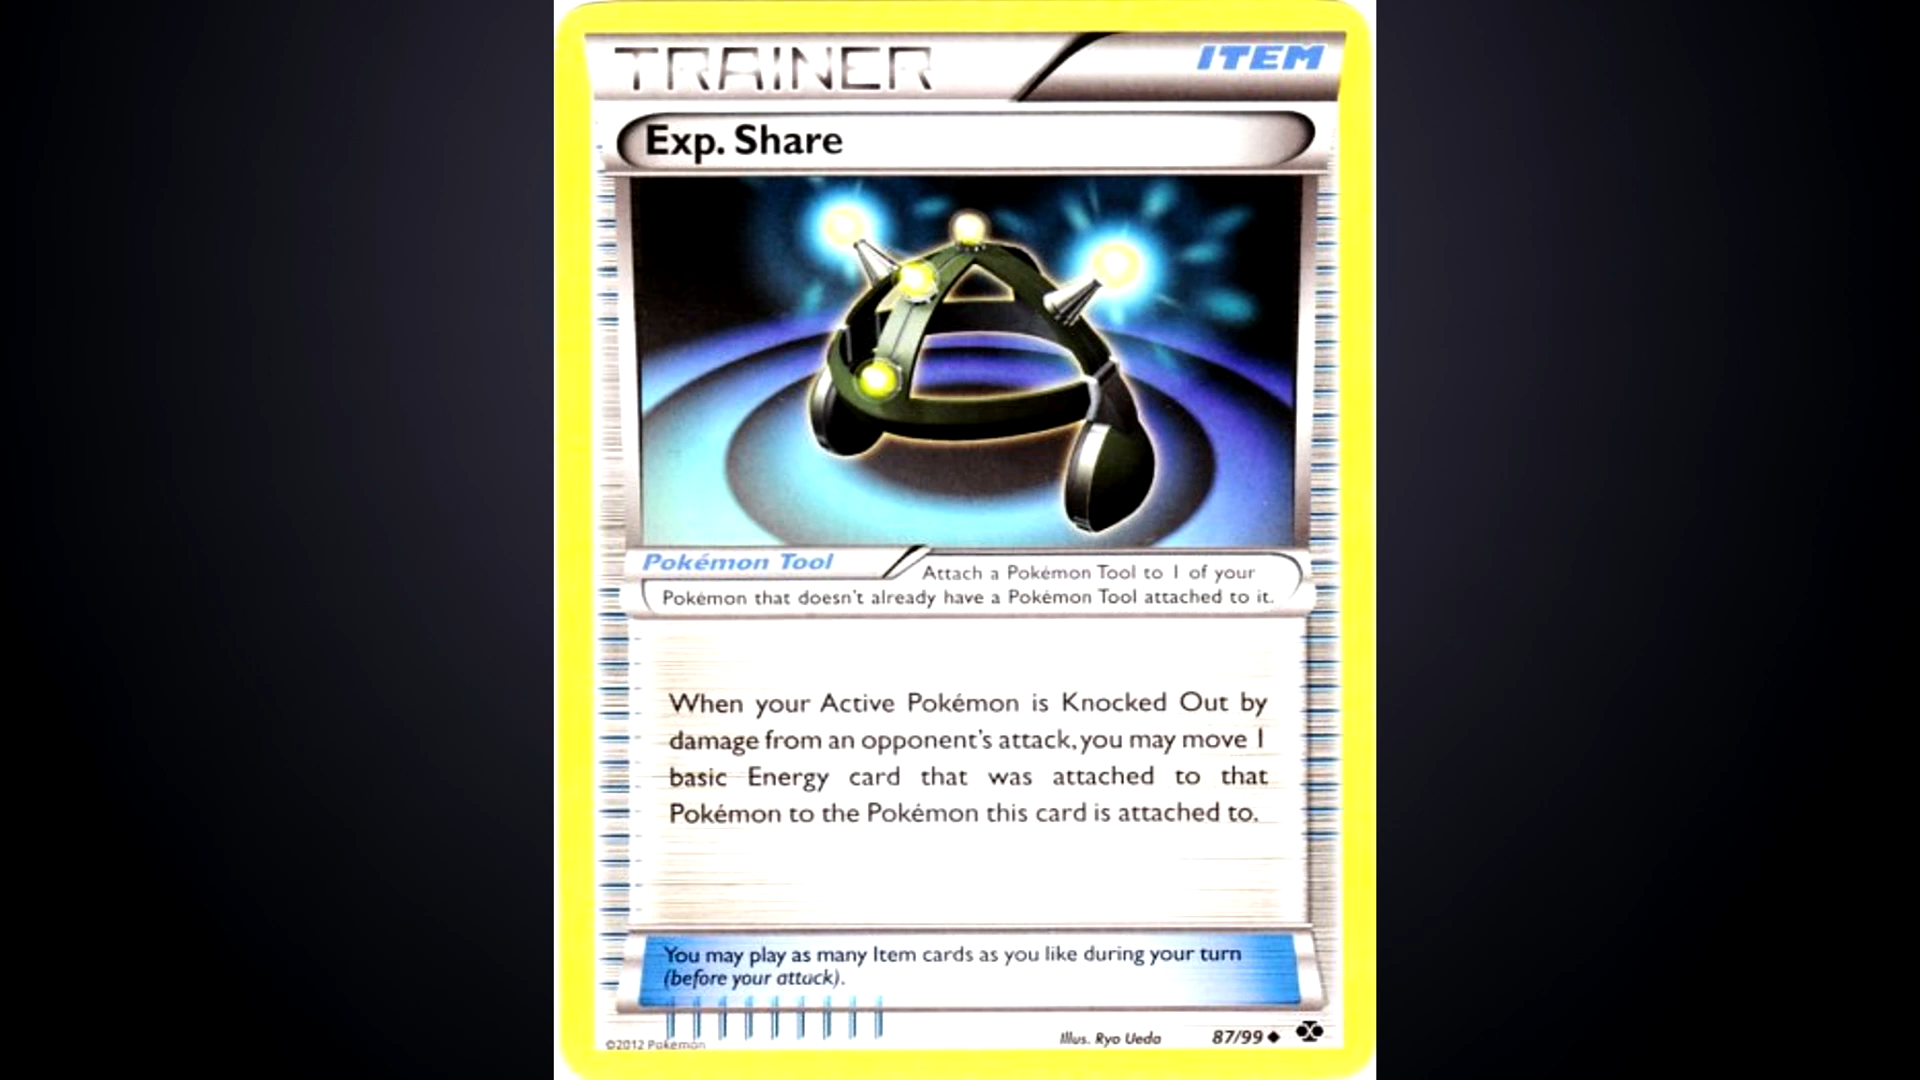 TRAINER
ITEM
Exp. Share
Pokémon Tool
Attach a Pokémon Tool to 1 of your
Pokémon that doesn't already have a Pokémon Tool attached to it.
When your Active Pokémon is Knocked Out by
damage from an opponent's attack, you may move 1
basic Energy card that was attached to that
Pokémon to the Pokémon this card is attached to.
You may play as many Item cards as you like during your turn
(before your attack).
©2012 Pokémon
Illus. Ryo Ueda
87/99